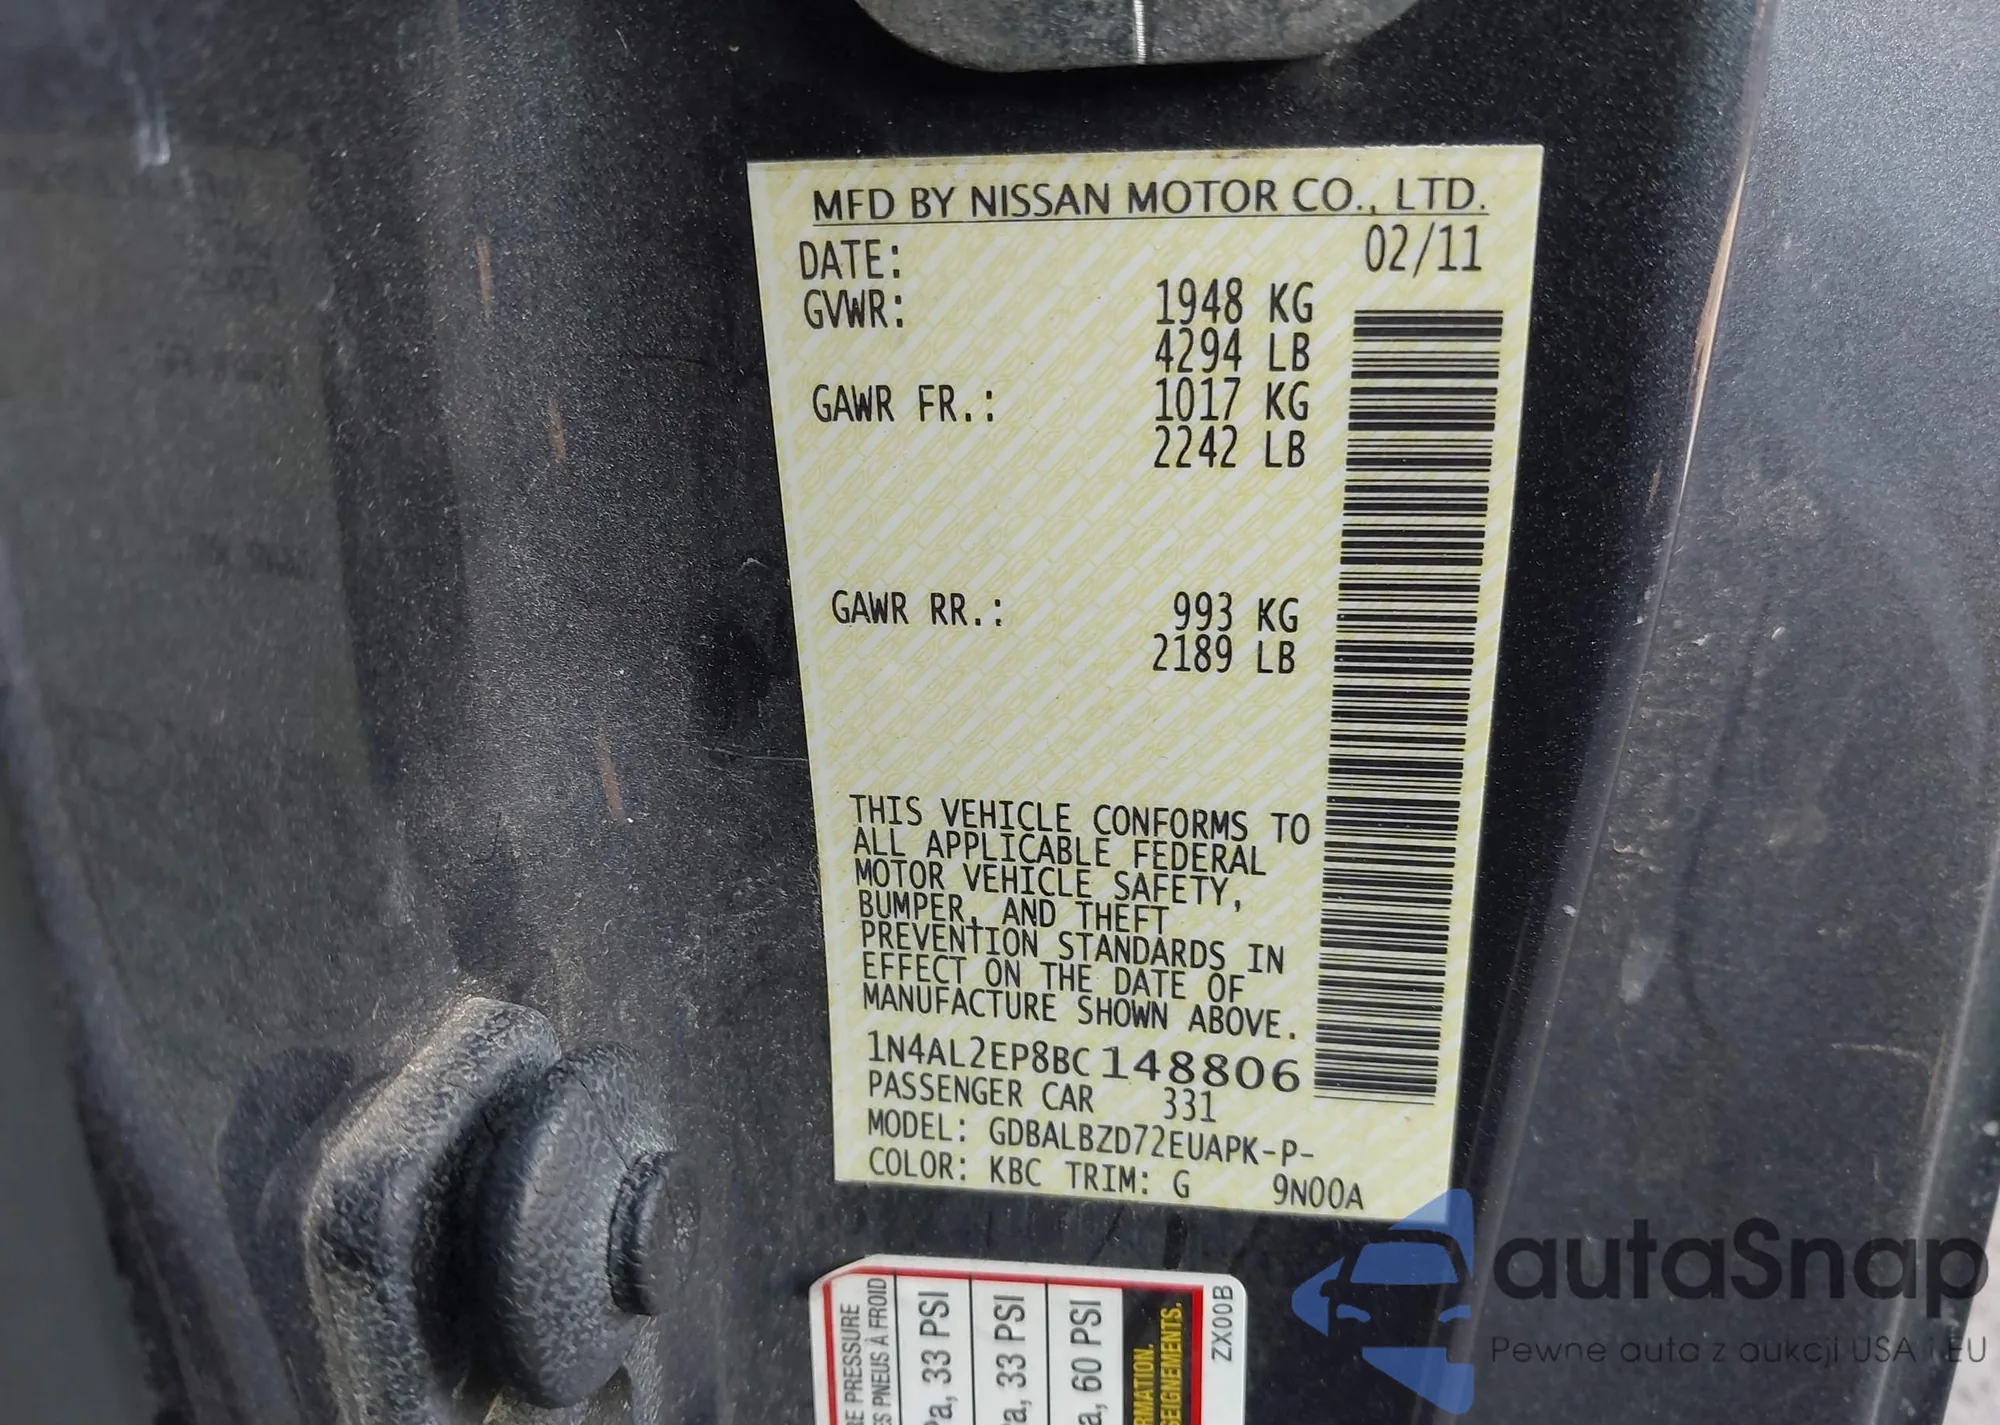 MFD BY NISSAN MOTOR CO., LTD.
DATE: 02/11
GVWR: 1948 KG
4294 LB
GAWR FR.: 1017 KG
2242 LB
GAWR RR.: 993 KG
2189 LB
THIS VEHICLE CONFORMS TO
ALL APPLICABLE FEDERAL
MOTOR VEHICLE SAFETY,
BUMPER, AND THEFT
PREVENTION STANDARDS IN
EFFECT ON THE DATE OF
MANUFACTURE SHOWN ABOVE.
1N4AL2EP8BC148806
PASSENGER CAR 331
MODEL: GDBALBZD72EUAPK-P-
COLOR: KBC TRIM: G 9N00A
PRESSURE
PNEUS À FROID
33 PSI
33 PSI
60 PSI
ZX00B
autaSnap
Pewne auta z aukcji USA i EU